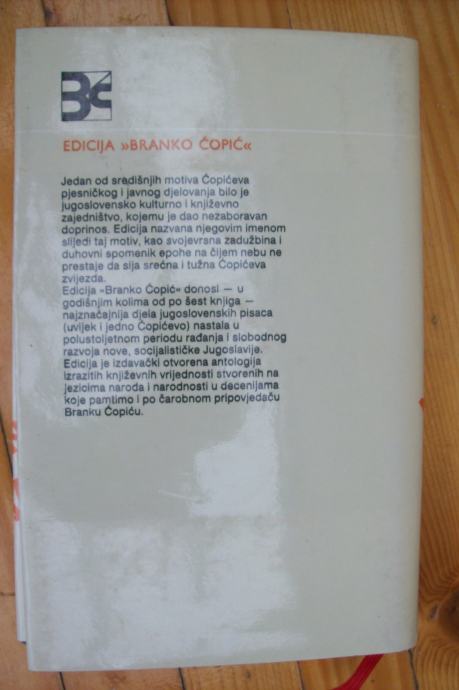 BĆ
EDICIJA »BRANKO ĆOPIĆ«
Jedan od središnjih motiva Ćopićeva
pjesničkog i javnog djelovanja bilo je
jugoslovensko kulturno i književno
zajedništvo, kojemu je dao nezaboravan
doprinos. Edicija nazvana njegovim imenom
slijedi taj motiv, kao svojevrsna zadužbina i
duhovni spomenik epohe na čijem nebu ne
prestaje da sija srećna i tužna Ćopićeva
zvijezda.
Edicija »Branko Ćopić« donosi — u
godišnjim kolima od po šest knjiga —
najznačajnija djela jugoslovenskih pisaca
(uvijek i jedno Ćopićevo) nastala u
polustoljetnom periodu rađanja i slobodnog
razvoja nove, socijalističke Jugoslavije.
Edicija je izdavački otvorena antologija
izrazitih književnih vrijednosti stvorenih na
jezicima naroda i narodnosti u decenijama
koje pamtimo i po čarobnom pripovjedaču
Branku Ćopiću.